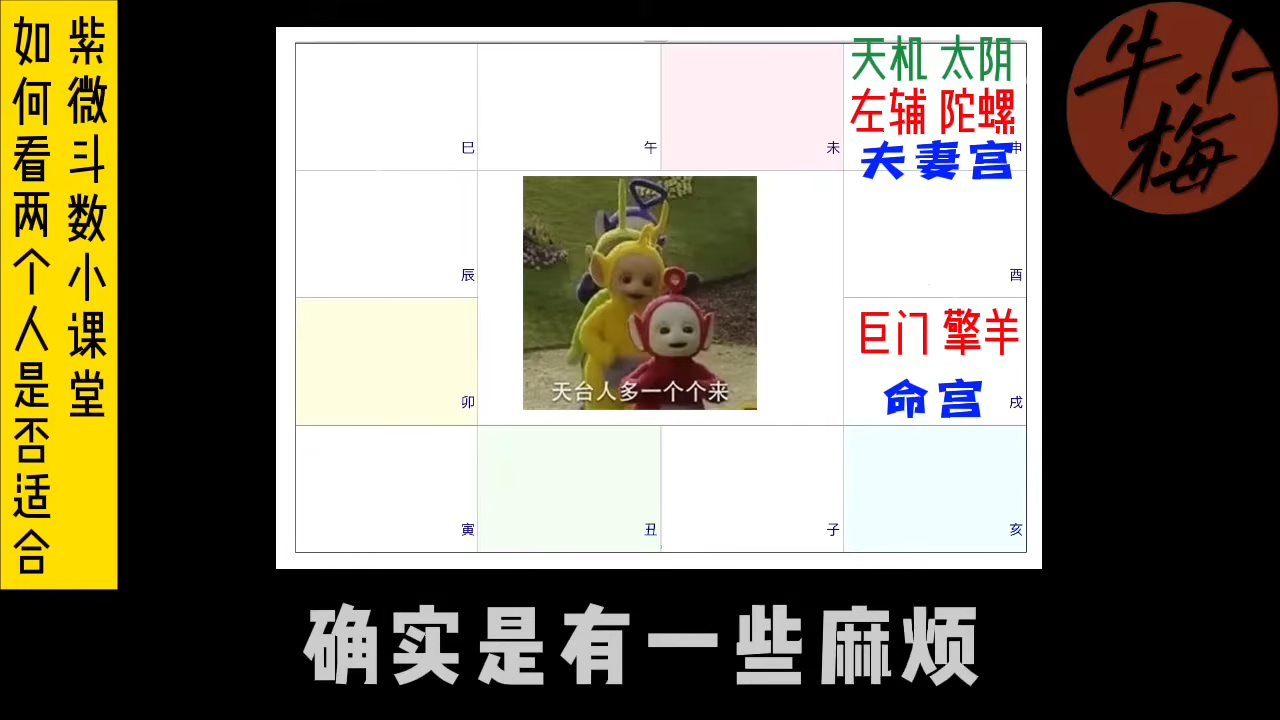 紫微斗数小课堂
如何看两个人是否适合
小牛梅
天机 太阴
左辅 陀螺
夫妻宫
巳
午
未
申
辰
酉
巨门 擎羊
命宫
卯
戌
天台人多一个个来
寅
丑
子
亥
确实是有一些麻烦